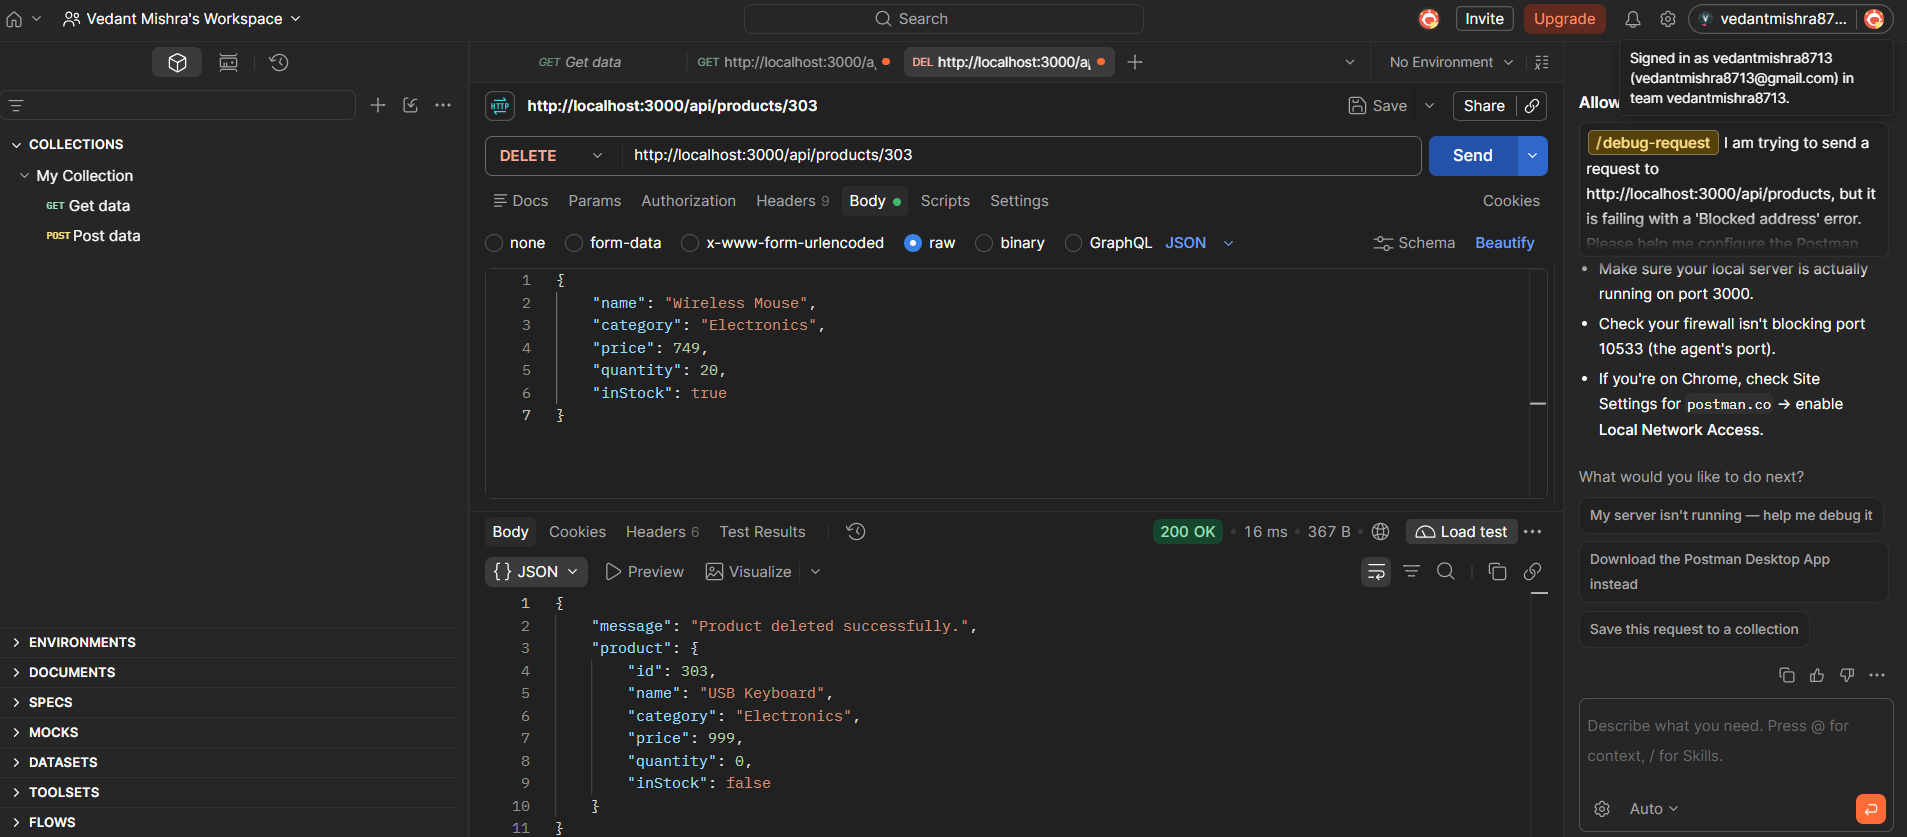 Vedant Mishra's Workspace
Search
Invite
Upgrade
vedantmishra87...
Signed in as vedantmishra8713
(vedantmishra8713@gmail.com) in
team vedantmishra8713.
GET Get data
GET http://localhost:3000/a
DEL http://localhost:3000/a
No Environment
COLLECTIONS
My Collection
GET Get data
POST Post data
ENVIRONMENTS
DOCUMENTS
SPECS
MOCKS
DATASETS
TOOLSETS
FLOWS
HTTP http://localhost:3000/api/products/303
Save
Share
DELETE http://localhost:3000/api/products/303
Send
Docs Params Authorization Headers 9 Body Scripts Settings Cookies
none form-data x-www-form-urlencoded raw binary GraphQL JSON Schema Beautify
1 {
2 "name": "Wireless Mouse",
3 "category": "Electronics",
4 "price": 749,
5 "quantity": 20,
6 "inStock": true
7 }
Body Cookies Headers 6 Test Results 200 OK • 16 ms • 367 B Load test
{} JSON Preview Visualize
1 {
2 "message": "Product deleted successfully.",
3 "product": {
4 "id": 303,
5 "name": "USB Keyboard",
6 "category": "Electronics",
7 "price": 999,
8 "quantity": 0,
9 "inStock": false
10 }
11 }
Allow
/debug-request I am trying to send a
request to
http://localhost:3000/api/products, but it
is failing with a 'Blocked address' error.
Please help me configure the Postman
• Make sure your local server is actually
running on port 3000.
• Check your firewall isn't blocking port
10533 (the agent's port).
• If you're on Chrome, check Site
Settings for postman.co → enable
Local Network Access.
What would you like to do next?
My server isn't running — help me debug it
Download the Postman Desktop App
instead
Save this request to a collection
Describe what you need. Press @ for
context, / for Skills.
Auto